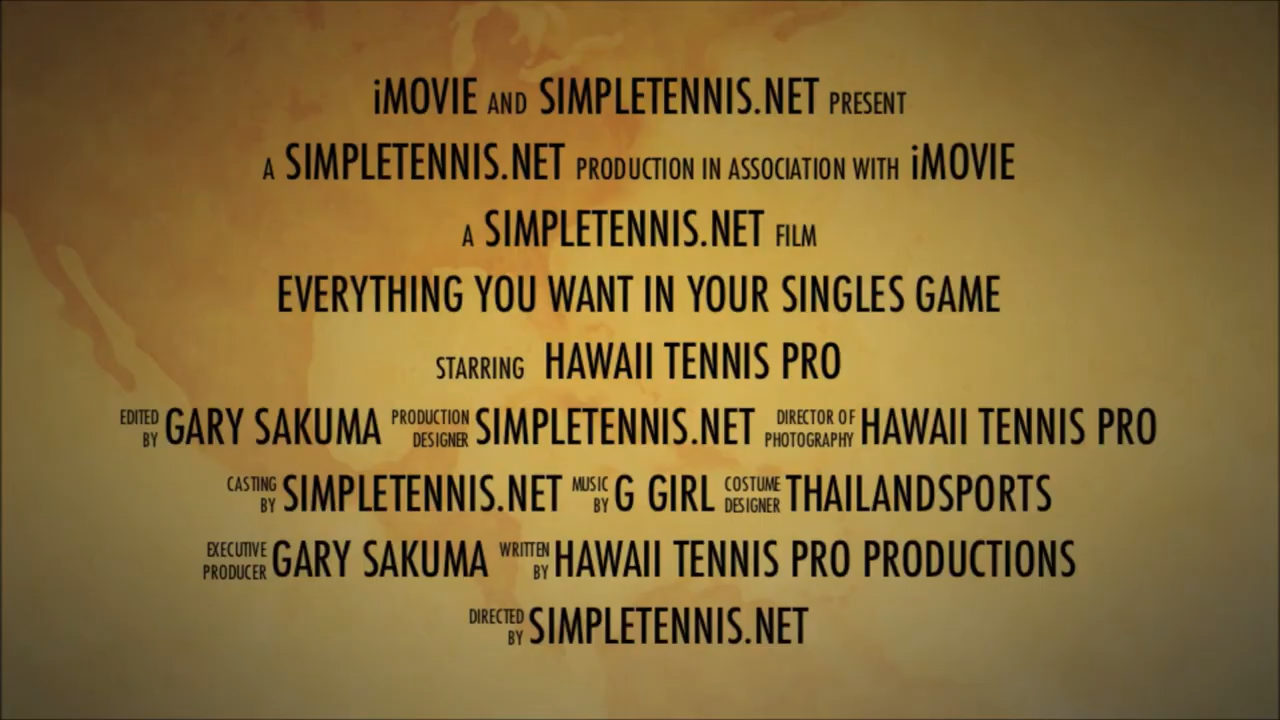 iMOVIE AND SIMPLETENNIS.NET PRESENT
A SIMPLETENNIS.NET PRODUCTION IN ASSOCIATION WITH iMOVIE
A SIMPLETENNIS.NET FILM
EVERYTHING YOU WANT IN YOUR SINGLES GAME
STARRING HAWAII TENNIS PRO
EDITED BY GARY SAKUMA PRODUCTION DESIGNER SIMPLETENNIS.NET DIRECTOR OF PHOTOGRAPHY HAWAII TENNIS PRO
CASTING BY SIMPLETENNIS.NET MUSIC BY G GIRL COSTUME DESIGNER THAILANDSPORTS
EXECUTIVE PRODUCER GARY SAKUMA WRITTEN BY HAWAII TENNIS PRO PRODUCTIONS
DIRECTED BY SIMPLETENNIS.NET